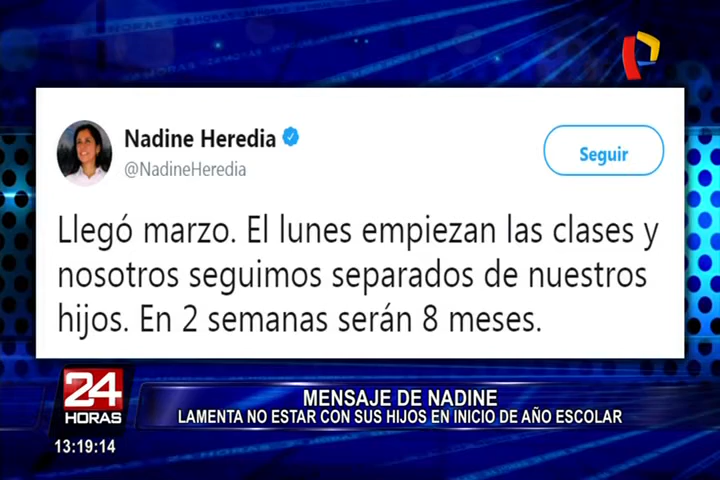 Nadine Heredia
@NadineHeredia
Seguir
Llegó marzo. El lunes empiezan las clases y
nosotros seguimos separados de nuestros
hijos. En 2 semanas serán 8 meses.
24
HORAS
MENSAJE DE NADINE
LAMENTA NO ESTAR CON SUS HIJOS EN INICIO DE AÑO ESCOLAR
13:19:14